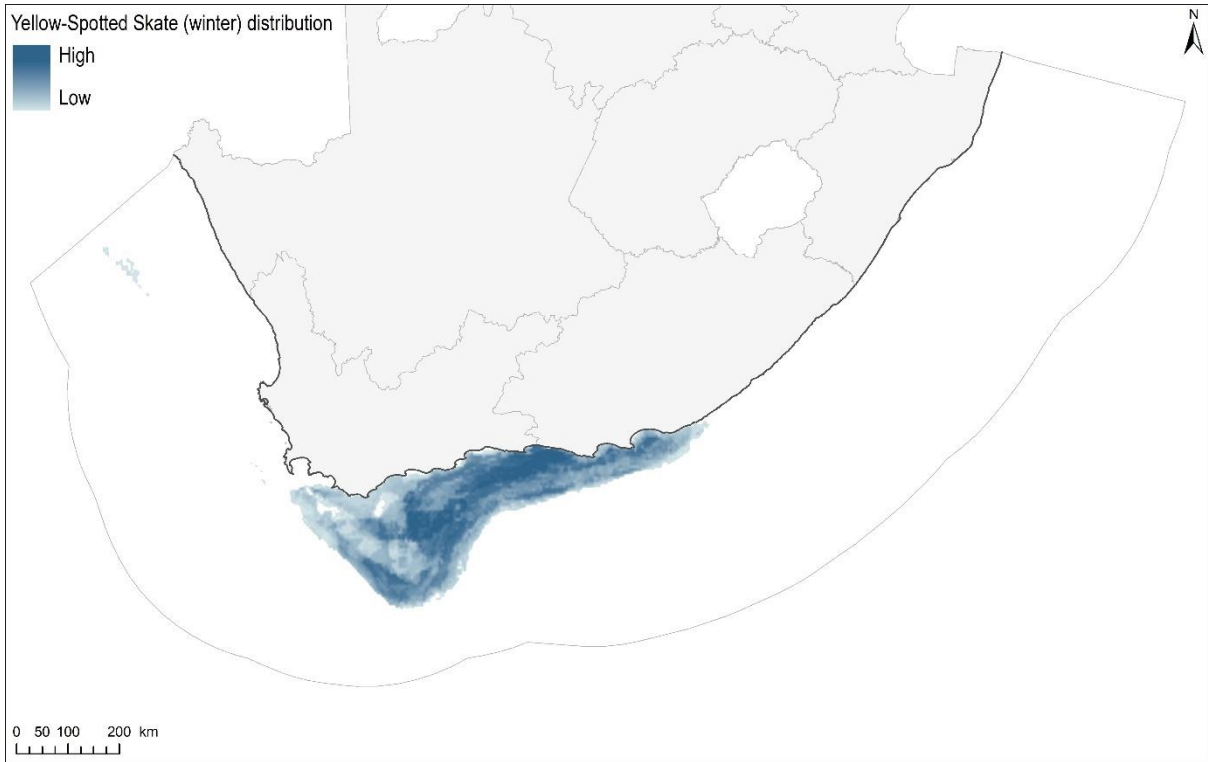 Yellow-Spotted Skate (winter) distribution
High
Low
N
0 50 100 200 km